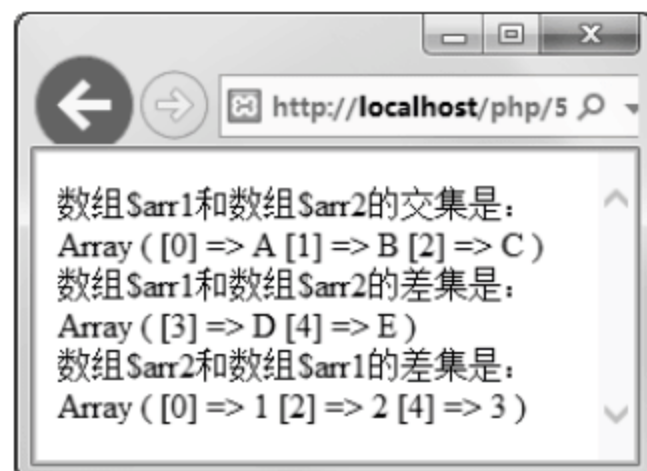 http://localhost/php/5
数组$arr1和数组$arr2的交集是：
Array ( [0] => A [1] => B [2] => C )
数组$arr1和数组$arr2的差集是：
Array ( [3] => D [4] => E )
数组$arr2和数组$arr1的差集是：
Array ( [0] => 1 [2] => 2 [4] => 3 )